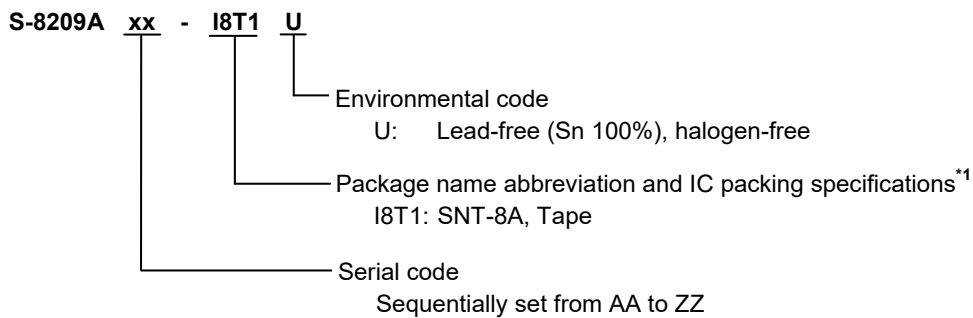 S-8209A xx - I8T1 U
Environmental code
U: Lead-free (Sn 100%), halogen-free
Package name abbreviation and IC packing specifications*1
I8T1: SNT-8A, Tape
Serial code
Sequentially set from AA to ZZ